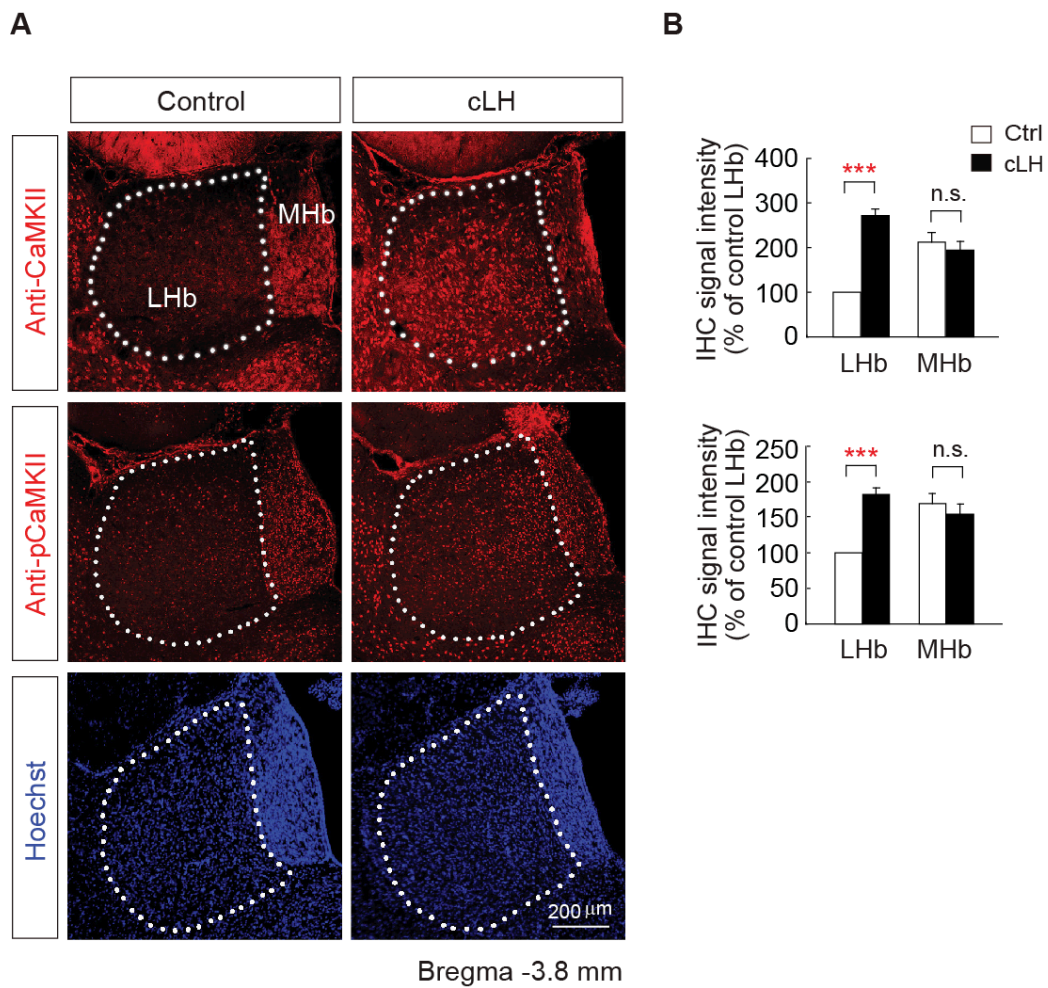 A
B
Control
cLH
Anti-CaMKII
MHb
LHb
Anti-pCaMKII
Hoechst
200 µm
Bregma -3.8 mm
Ctrl
cLH
IHC signal intensity
(% of control LHb)
400
300
200
100
0
***
n.s.
LHb
MHb
IHC signal intensity
(% of control LHb)
250
200
150
100
50
0
***
n.s.
LHb
MHb